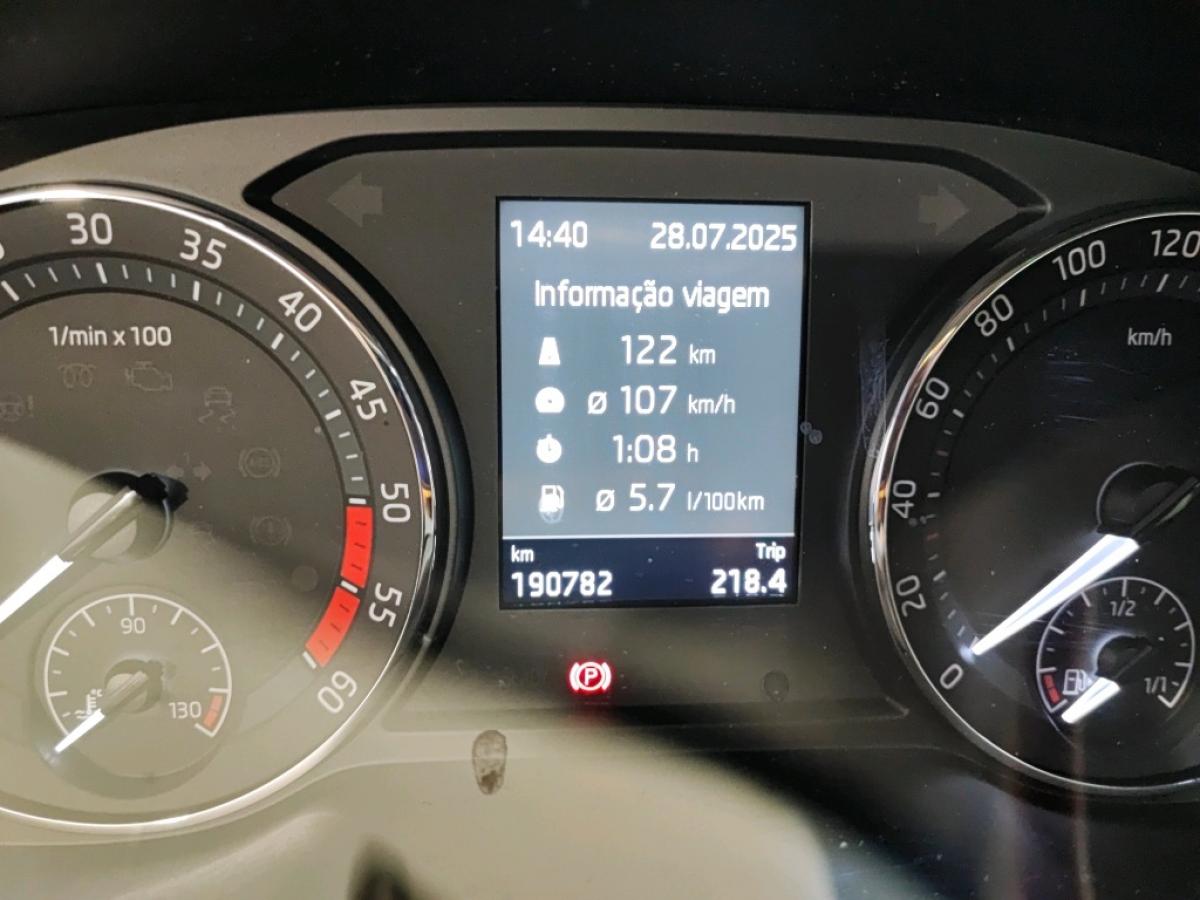 14:40 28.07.2025
Informação viagem
122 km
ø 107 km/h
1:08 h
ø 5.7 l/100km
km Trip
190782 218.4
30
35
40
45
50
55
60
1/min x 100
90
130
ABS
P
0
20
40
60
80
100
120
km/h
1/2
1/1